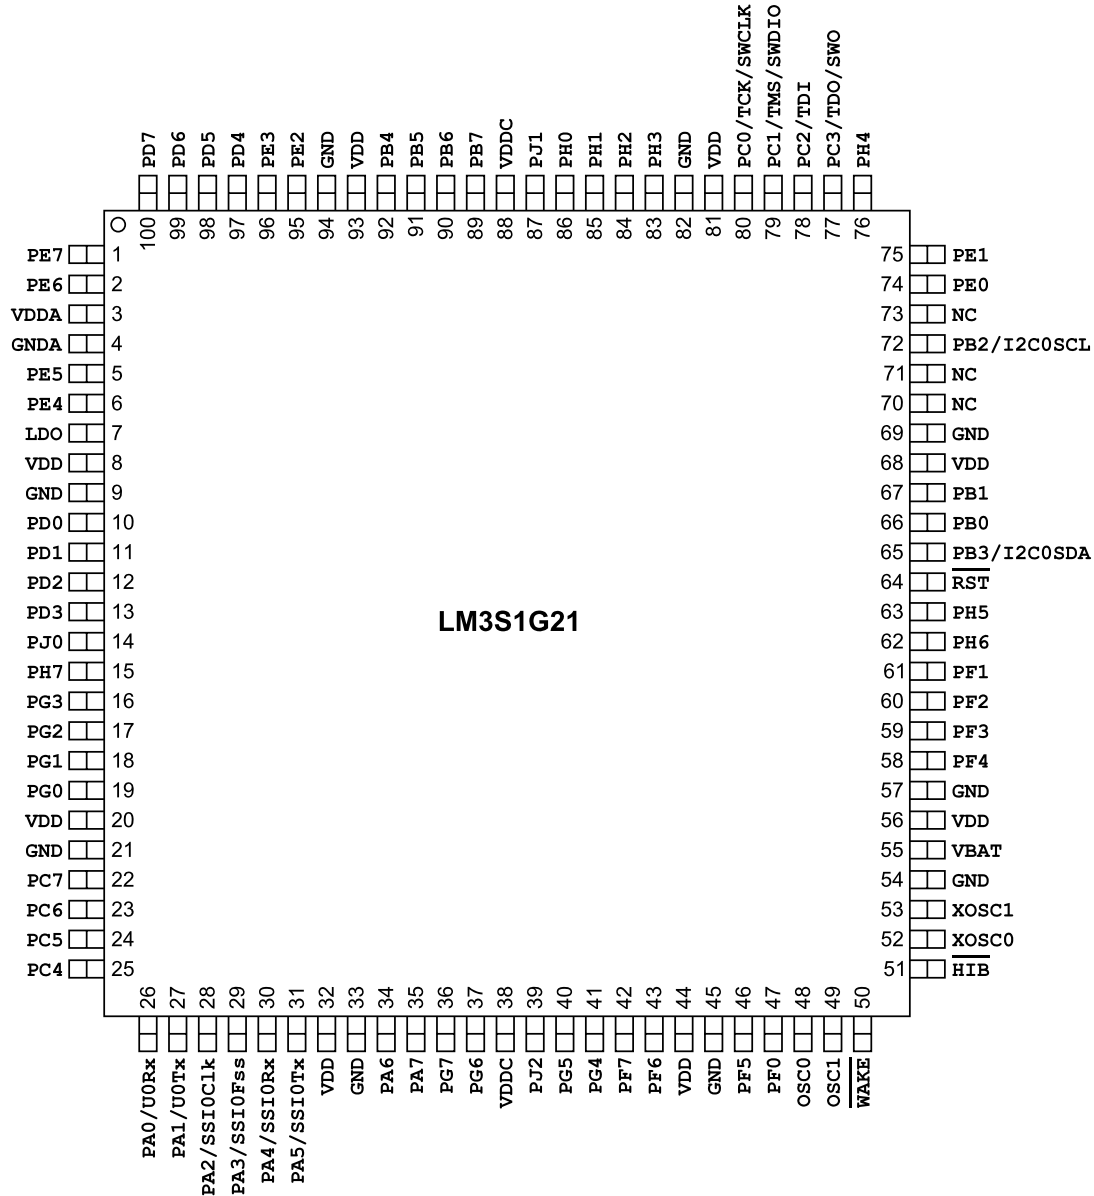 PD7 PD6 PD5 PD4 PE3 PE2 GND VDD PB4 PB5 PB6 PB7 VDDC PJ1 PH0 PH1 PH2 PH3 GND VDD PC0/TCK/SWCLK PC1/TMS/SWDIO PC2/TDI PC3/TDO/SWO PH4
100 99 98 97 96 95 94 93 92 91 90 89 88 87 86 85 84 83 82 81 80 79 78 77 76
PE7 1 75 PE1
PE6 2 74 PE0
VDDA 3 73 NC
GNDA 4 72 PB2/I2C0SCL
PE5 5 71 NC
PE4 6 70 NC
LDO 7 69 GND
VDD 8 68 VDD
GND 9 67 PB1
PD0 10 66 PB0
PD1 11 65 PB3/I2C0SDA
PD2 12 64 RST
PD3 13 63 PH5
LM3S1G21
PJ0 14 62 PH6
PH7 15 61 PF1
PG3 16 60 PF2
PG2 17 59 PF3
PG1 18 58 PF4
PG0 19 57 GND
VDD 20 56 VDD
GND 21 55 VBAT
PC7 22 54 GND
PC6 23 53 XOSC1
PC5 24 52 XOSC0
PC4 25 51 HIB
26 27 28 29 30 31 32 33 34 35 36 37 38 39 40 41 42 43 44 45 46 47 48 49 50
PA0/U0Rx PA1/U0Tx PA2/SSI0Clk PA3/SSI0Fss PA4/SSI0Rx PA5/SSI0Tx VDD GND PA6 PA7 PG7 PG6 VDDC PJ2 PG5 PG4 PF7 PF6 VDD GND PF5 PF0 OSC0 OSC1 WAKE